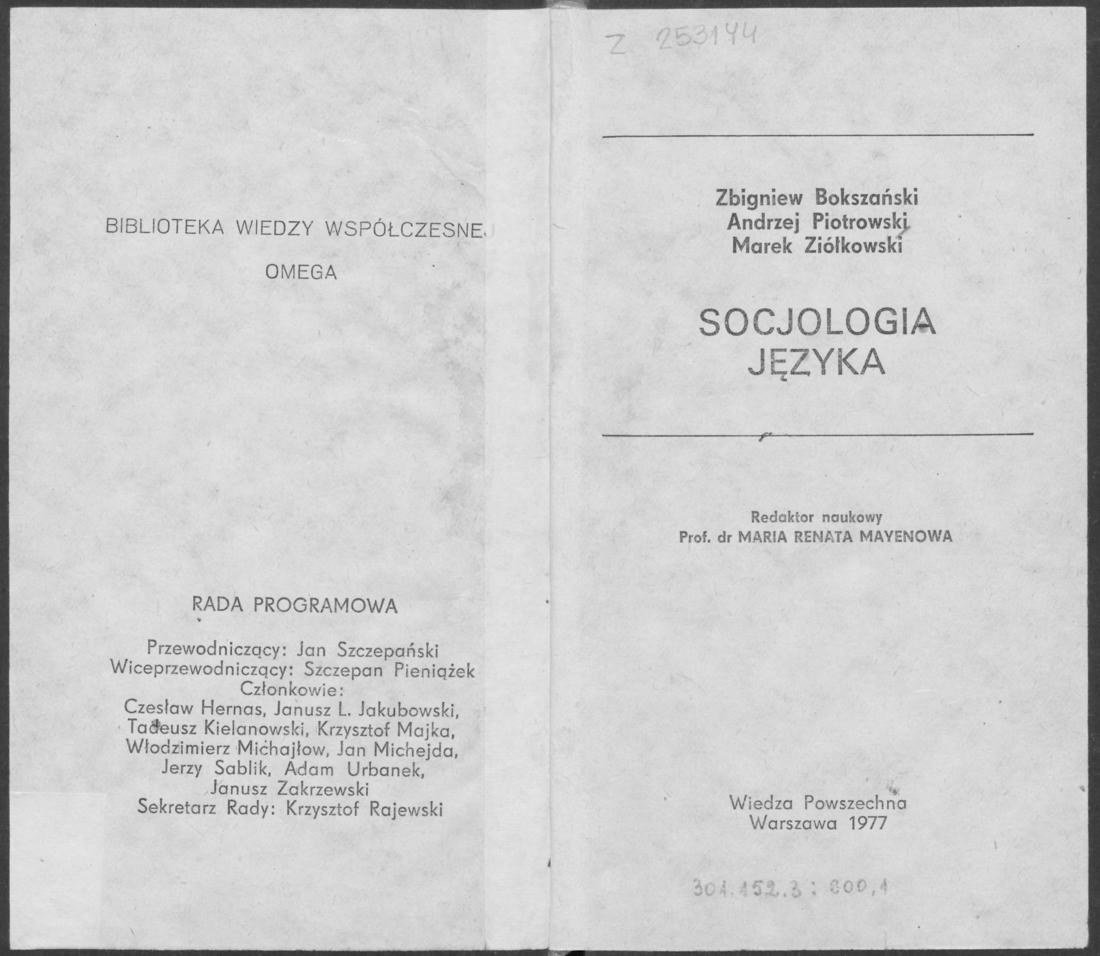 BIBLIOTEKA WIEDZY WSPÓŁCZESNEJ
OMEGA
RADA PROGRAMOWA
Przewodniczący: Jan Szczepański
Wiceprzewodniczący: Szczepan Pieniążek
Członkowie:
Czesław Hernas, Janusz L. Jakubowski,
Tadeusz Kielanowski, Krzysztof Majka,
Włodzimierz Michajłow, Jan Michejda,
Jerzy Sablik, Adam Urbanek,
Janusz Zakrzewski
Sekretarz Rady: Krzysztof Rajewski
Z 253144
Zbigniew Bokszański
Andrzej Piotrowski
Marek Ziółkowski
SOCJOLOGIA
JĘZYKA
Redaktor naukowy
Prof. dr MARIA RENATA MAYENOWA
Wiedza Powszechna
Warszawa 1977
301.152.3 : 800,1